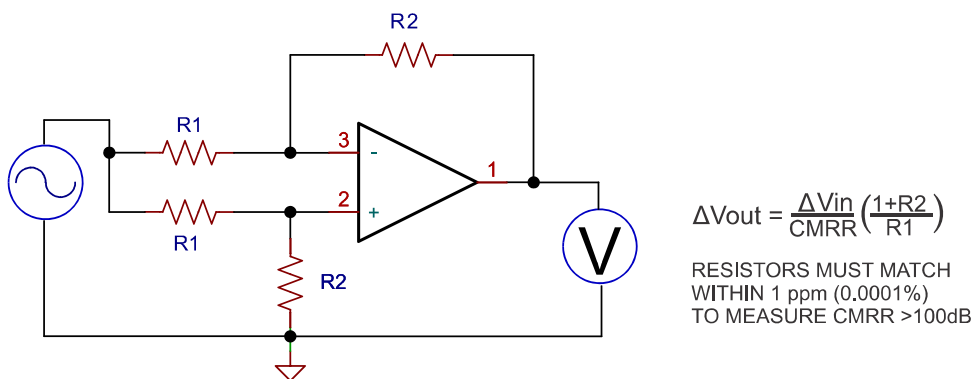 R2
R1
3
-
1
2
+
R1
R2
V
ΔVout = ΔVin/CMRR (1+R2/R1)
RESISTORS MUST MATCH
WITHIN 1 ppm (0.0001%)
TO MEASURE CMRR >100dB